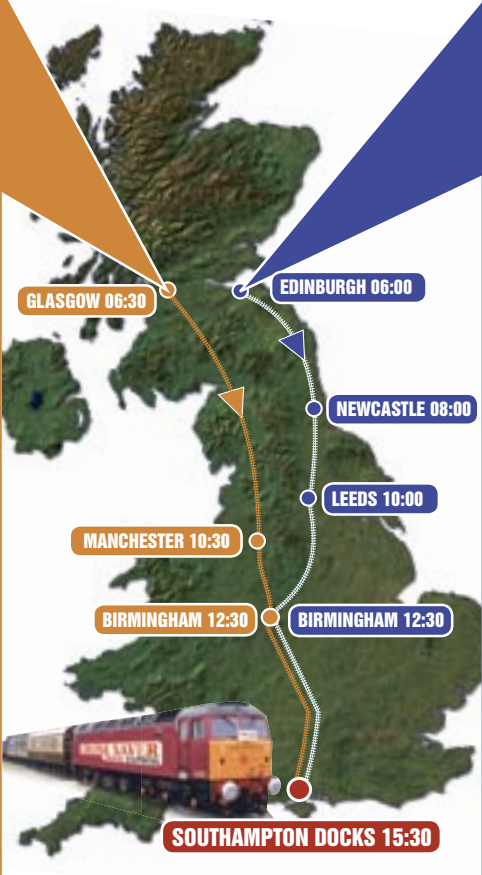 EDINBURGH 06:00
GLASGOW 06:30
NEWCASTLE 08:00
LEEDS 10:00
MANCHESTER 10:30
BIRMINGHAM 12:30
BIRMINGHAM 12:30
SOUTHAMPTON DOCKS 15:30